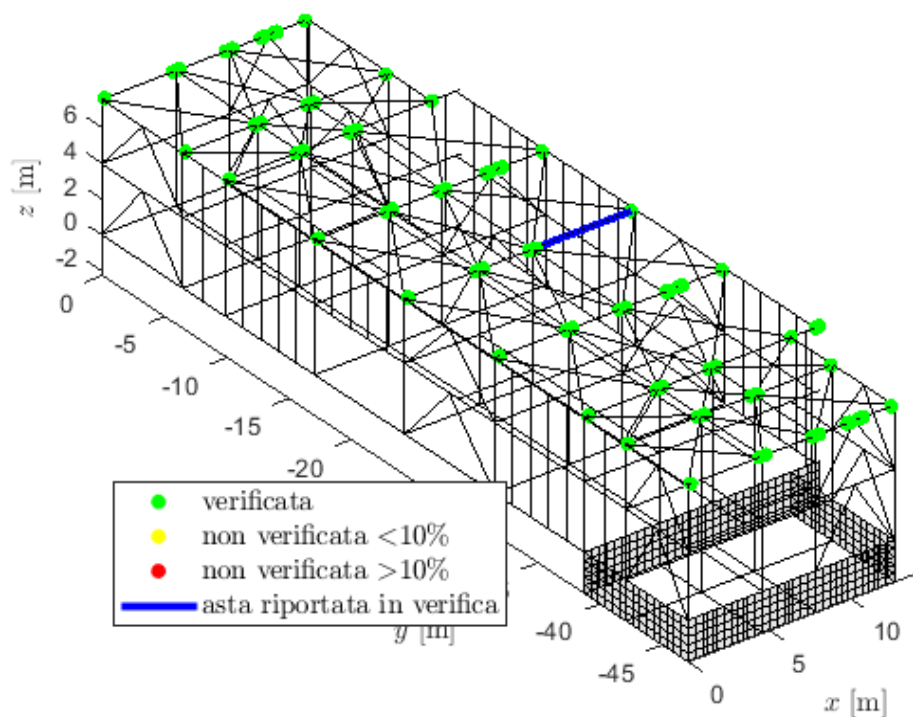 6
4
2
0
-2
z [m]
0
-5
-10
-15
-20
-40
-45
y [m]
0
5
10
x [m]
verificata
non verificata <10%
non verificata >10%
asta riportata in verifica